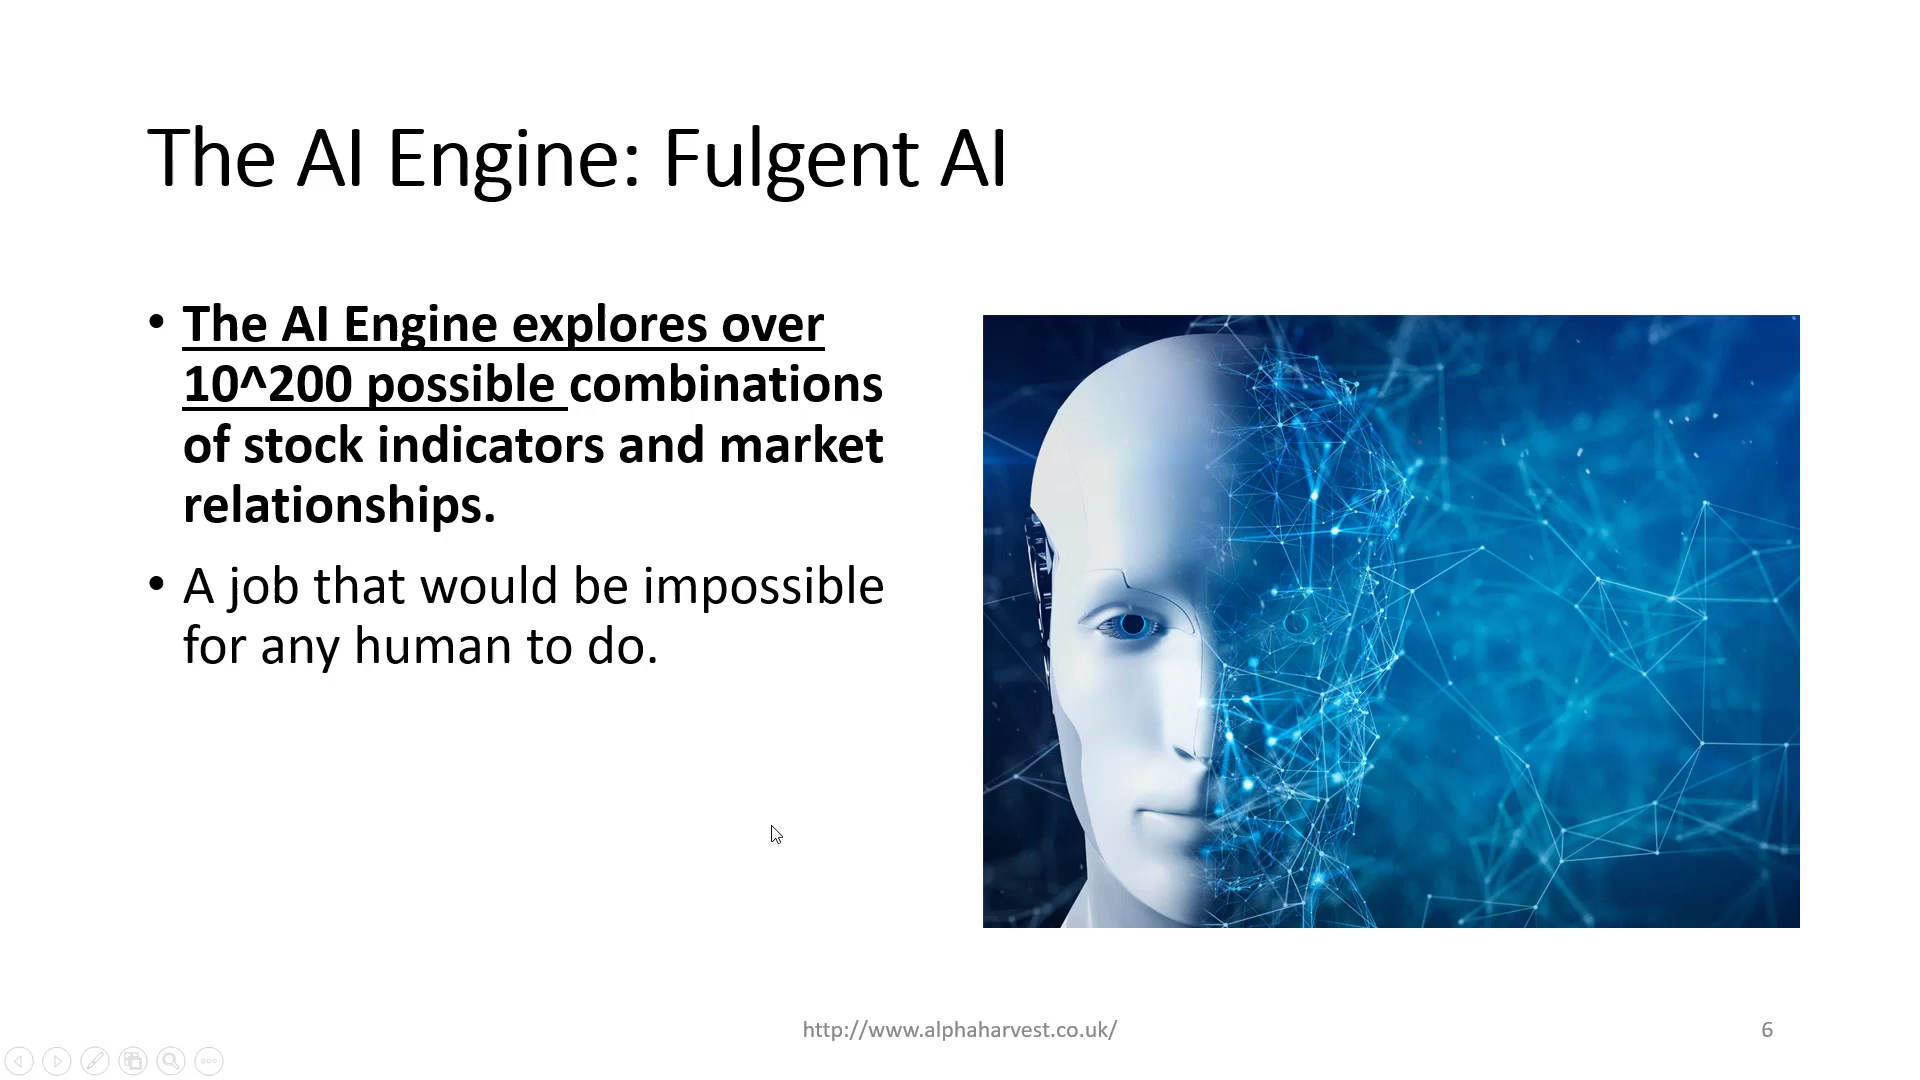 The AI Engine: Fulgent AI
• The AI Engine explores over
10^200 possible combinations
of stock indicators and market
relationships.
• A job that would be impossible
for any human to do.
http://www.alphaharvest.co.uk/
6